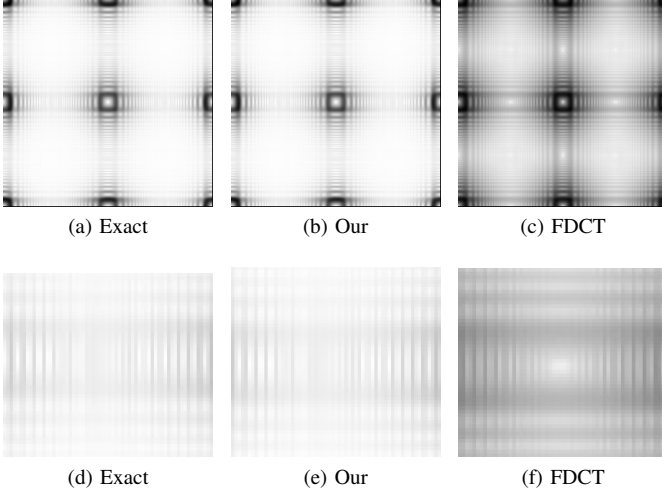 (a) Exact
(b) Our
(c) FDCT
(d) Exact
(e) Our
(f) FDCT